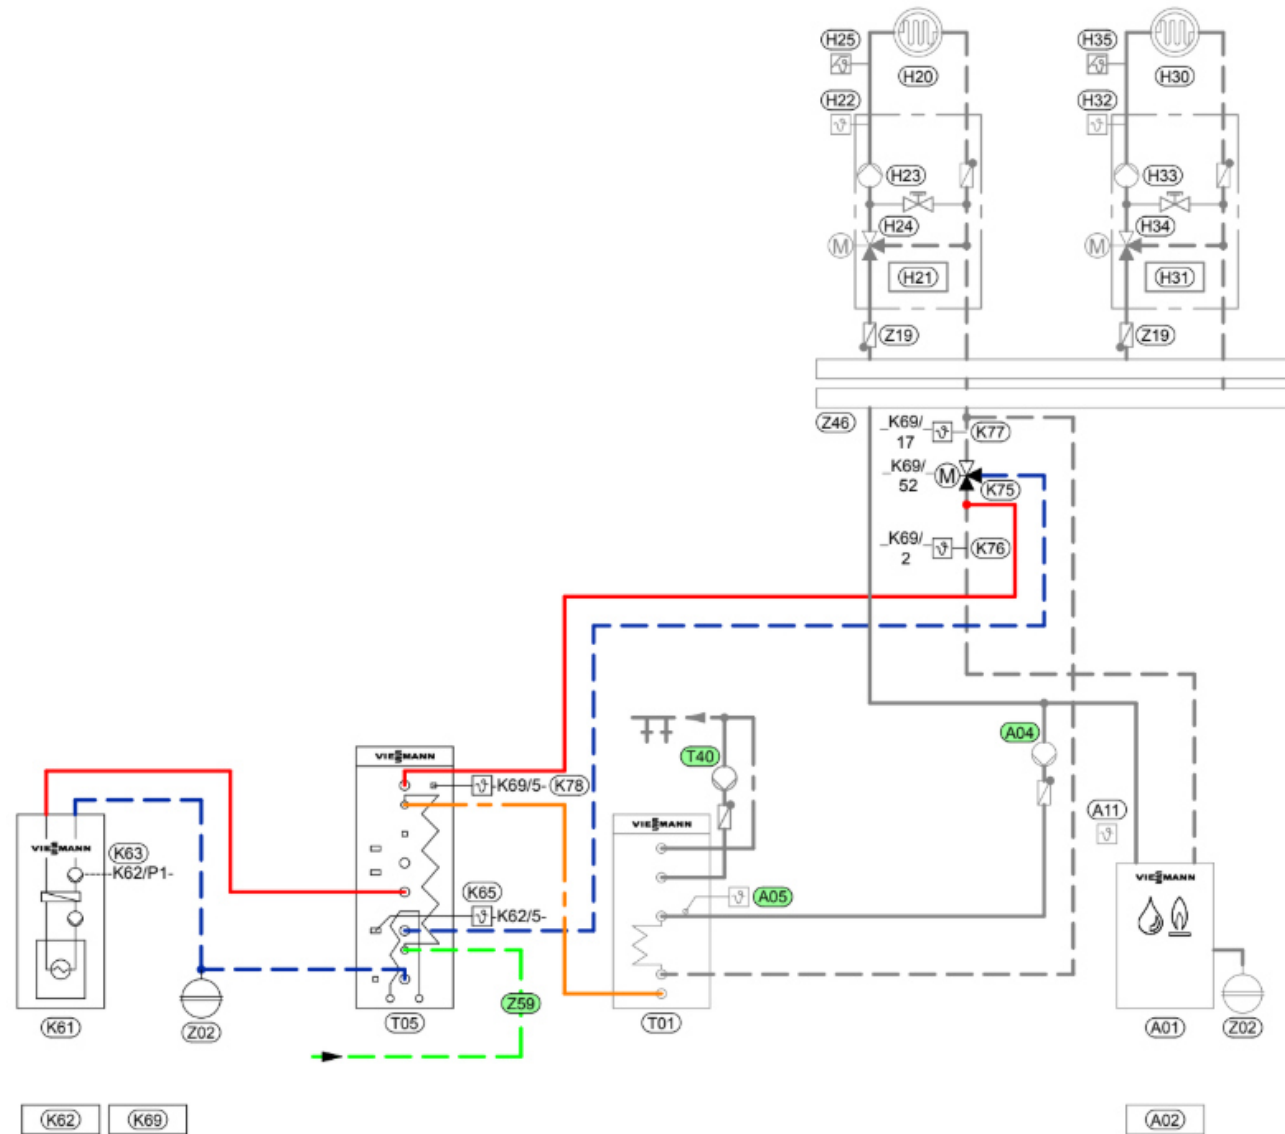 H25
H35
H20
H30
H22
H32
H23
H33
H24
H34
M
M
H21
H31
Z19
Z19
Z46
K69/
17
K77
K69/
52
M
K75
K69/
2
K76
T40
A04
VIESMANN
K69/5- K78
A11
VIESMANN
K63
K62/P1-
VIESMANN
K65
K62/5-
A05
VIESMANN
Z59
K61
Z02
T05
T01
A01
Z02
K62
K69
A02